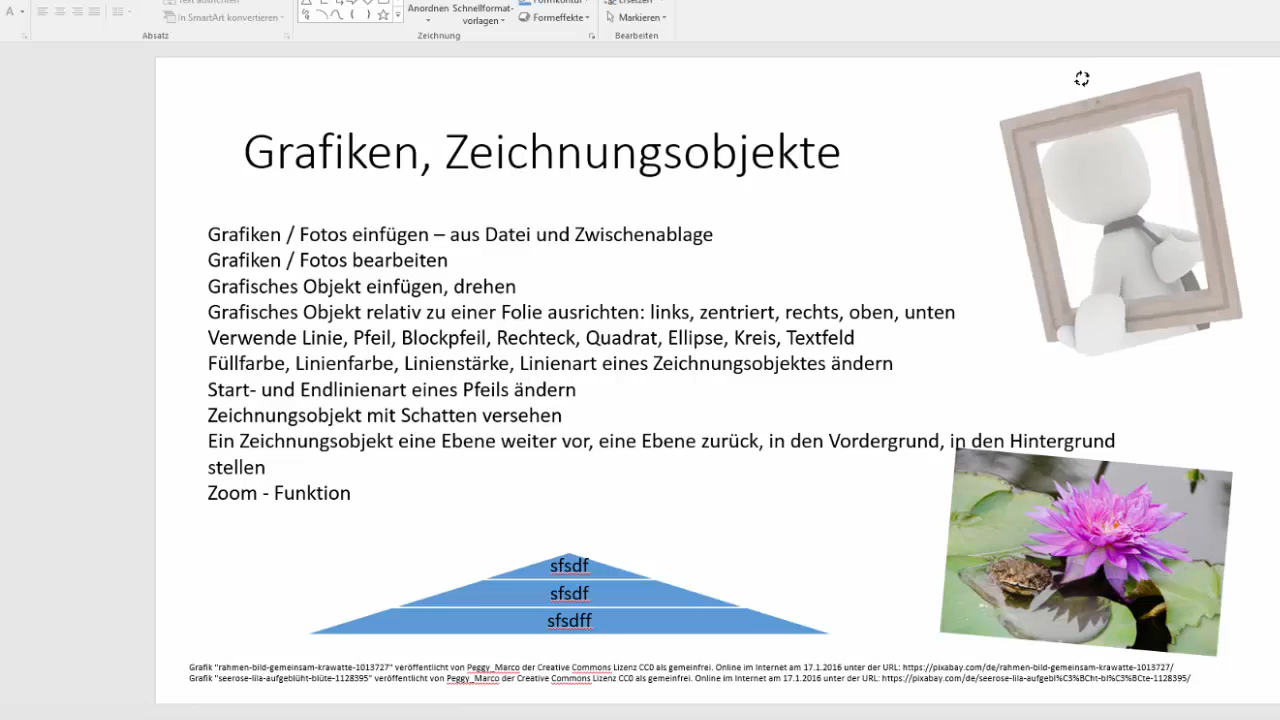 Text ausrichten
Anordnen
Schnellformat-
vorlagen
Formkontur
Ersetzen
A
In SmartArt konvertieren
Formeffekte
Markieren
Absatz
Zeichnung
Bearbeiten
Grafiken, Zeichnungsobjekte
Grafiken / Fotos einfügen – aus Datei und Zwischenablage
Grafiken / Fotos bearbeiten
Grafisches Objekt einfügen, drehen
Grafisches Objekt relativ zu einer Folie ausrichten: links, zentriert, rechts, oben, unten
Verwende Linie, Pfeil, Blockpfeil, Rechteck, Quadrat, Ellipse, Kreis, Textfeld
Füllfarbe, Linienfarbe, Linienstärke, Linienart eines Zeichnungsobjektes ändern
Start- und Endlinienart eines Pfeils ändern
Zeichnungsobjekt mit Schatten versehen
Ein Zeichnungsobjekt eine Ebene weiter vor, eine Ebene zurück, in den Vordergrund, in den Hintergrund
stellen
Zoom - Funktion
sfsdf
sfsdf
sfsdff
Grafik "rahmen-bild-gemeinsam-krawatte-1013727" veröffentlicht von Peggy_Marco der Creative Commons Lizenz CC0 als gemeinfrei. Online im Internet am 17.1.2016 unter der URL: https://pixabay.com/de/rahmen-bild-gemeinsam-krawatte-1013727/
Grafik "seerose-lila-aufgeblüht-blüte-1128395" veröffentlicht von Peggy_Marco der Creative Commons Lizenz CC0 als gemeinfrei. Online im Internet am 17.1.2016 unter der URL: https://pixabay.com/de/seerose-lila-aufgebl%C3%BCht-bl%C3%BCte-1128395/